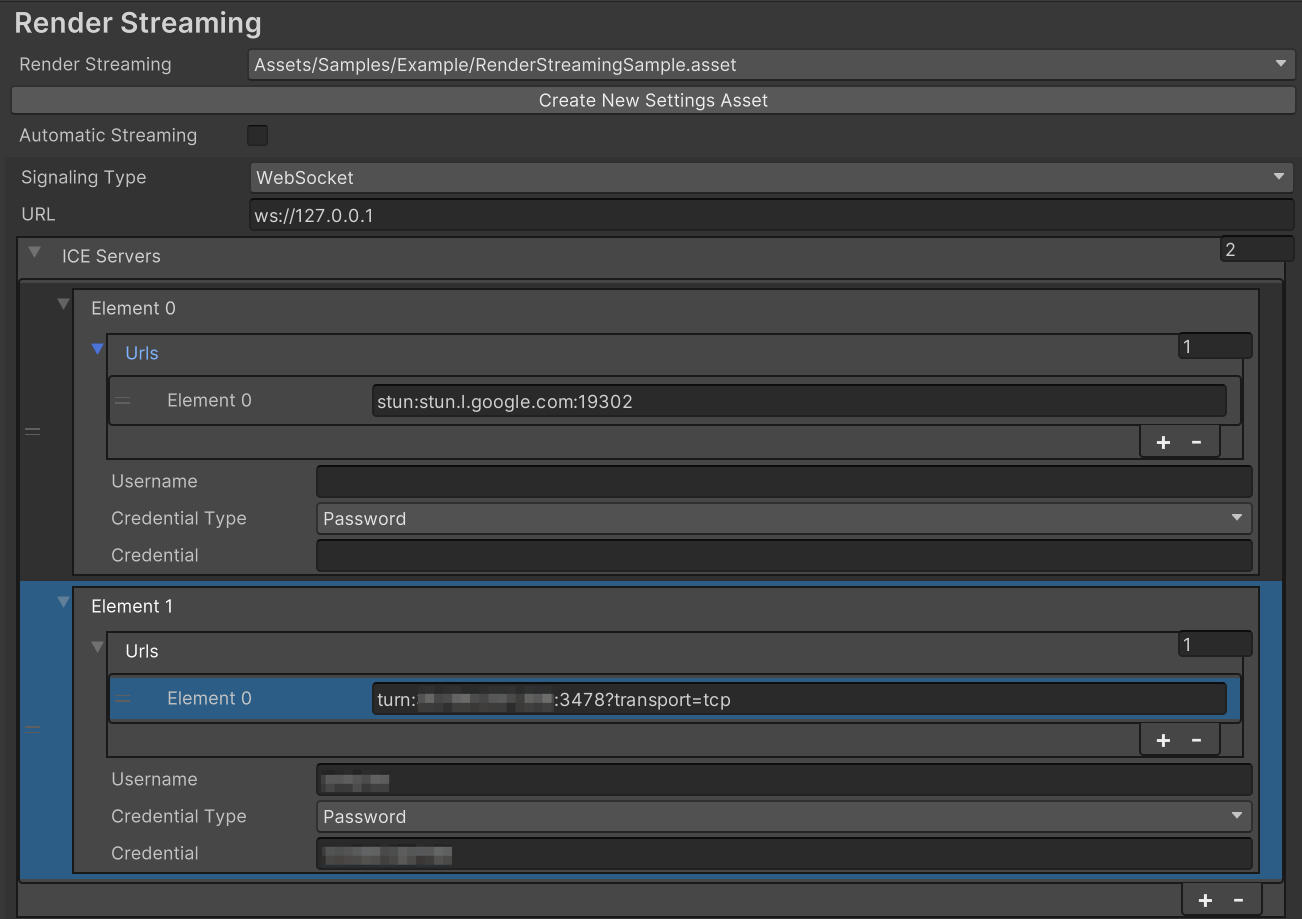 Render Streaming
Render Streaming Assets/Samples/Example/RenderStreamingSample.asset
Create New Settings Asset
Automatic Streaming
Signaling Type WebSocket
URL ws://127.0.0.1
ICE Servers 2
Element 0
Urls 1
Element 0 stun:stun.l.google.com:19302
+ -
Username
Credential Type Password
Credential
Element 1
Urls 1
Element 0 turn: :3478?transport=tcp
+ -
Username
Credential Type Password
Credential
+ -